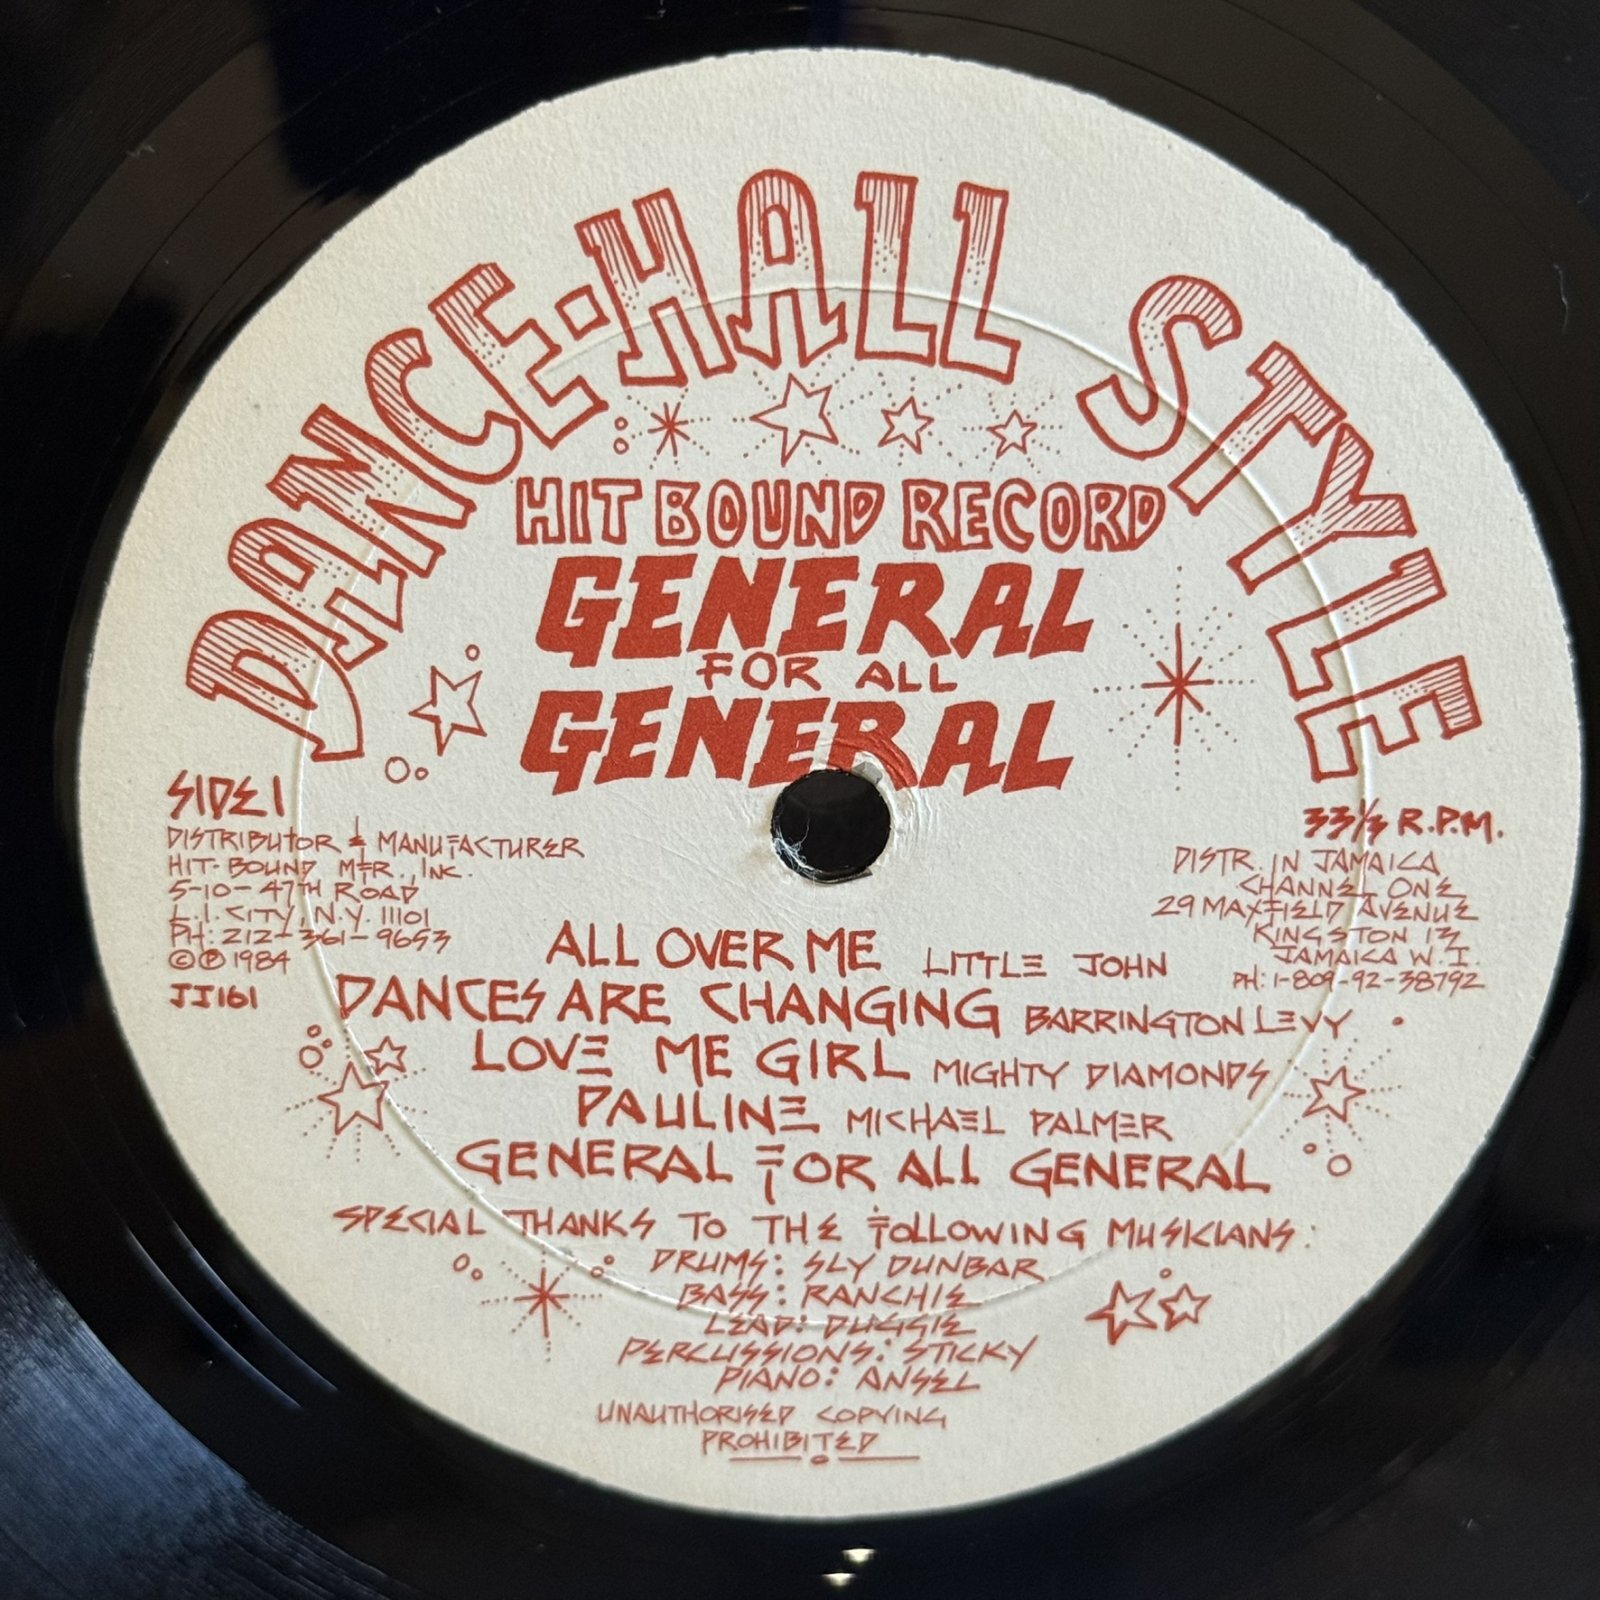 DANCE-HALL STYLE
HIT BOUND RECORD
GENERAL
FOR ALL
GENERAL
SIDE 1
DISTRIBUTOR & MANUFACTURER
HIT-BOUND MFR., INC.
5-10-47TH ROAD
L.I. CITY, N.Y. 11101
PH: 212-361-9653
© ℗ 1984
JJ161
33⅓ R.P.M.
DISTR. IN JAMAICA
CHANNEL ONE
29 MAXFIELD AVENUE
KINGSTON 13
JAMAICA W.I.
PH: 1-809-92-38792
ALL OVER ME LITTLE JOHN
DANCES ARE CHANGING BARRINGTON LEVY
LOVE ME GIRL MIGHTY DIAMONDS
PAULINE MICHAEL PALMER
GENERAL FOR ALL GENERAL
SPECIAL THANKS TO THE FOLLOWING MUSICIANS:
DRUMS: SLY DUNBAR
BASS: RANCHIE
LEAD: DUGGIE
PERCUSSIONS: STICKY
PIANO: ANSEL
UNAUTHORISED COPYING
PROHIBITED